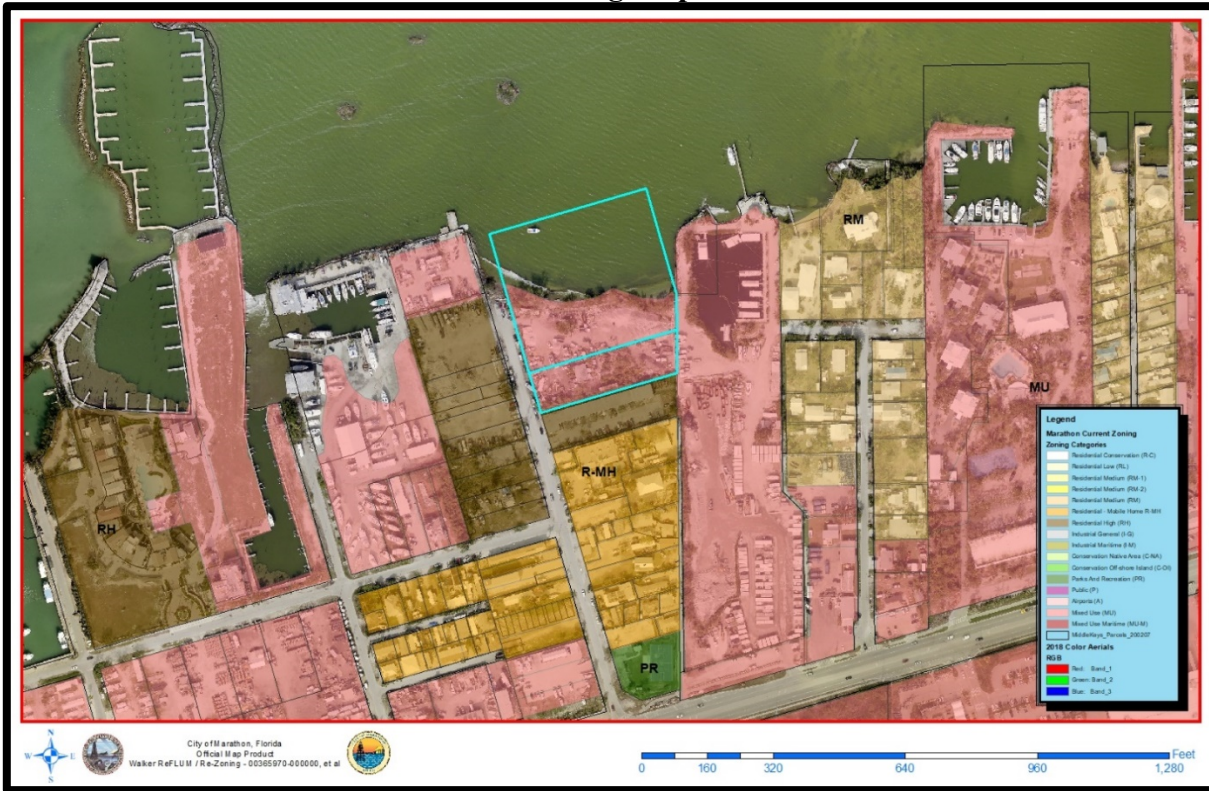 RM
MU
RH
R-MH
PR
Legend
Marathon Current Zoning
Zoning Categories
Residential Conservation (R-C)
Residential Low (RL)
Residential Medium (RM-1)
Residential Medium (RM-2)
Residential Medium (RM)
Residential - Mobile Home R-MH
Residential High (RH)
Industrial General (I-G)
Industrial Maritime (I-M)
Conservation Native Area (C-NA)
Conservation Offshore Island (C-OI)
Parks And Recreation (PR)
Public (P)
Airports (A)
Mixed Use (MU)
Mixed Use Maritime (MU-M)
MiddleKeys_Parcels_200207
2018 Color Aerials
RGB
Red: Band_1
Green: Band_2
Blue: Band_3
N
W E
S
City of Marathon, Florida
Official Map Product
Walker ReFLUM / Re-Zoning - 00365970-000000, et al
Feet
0 160 320 640 960 1,280